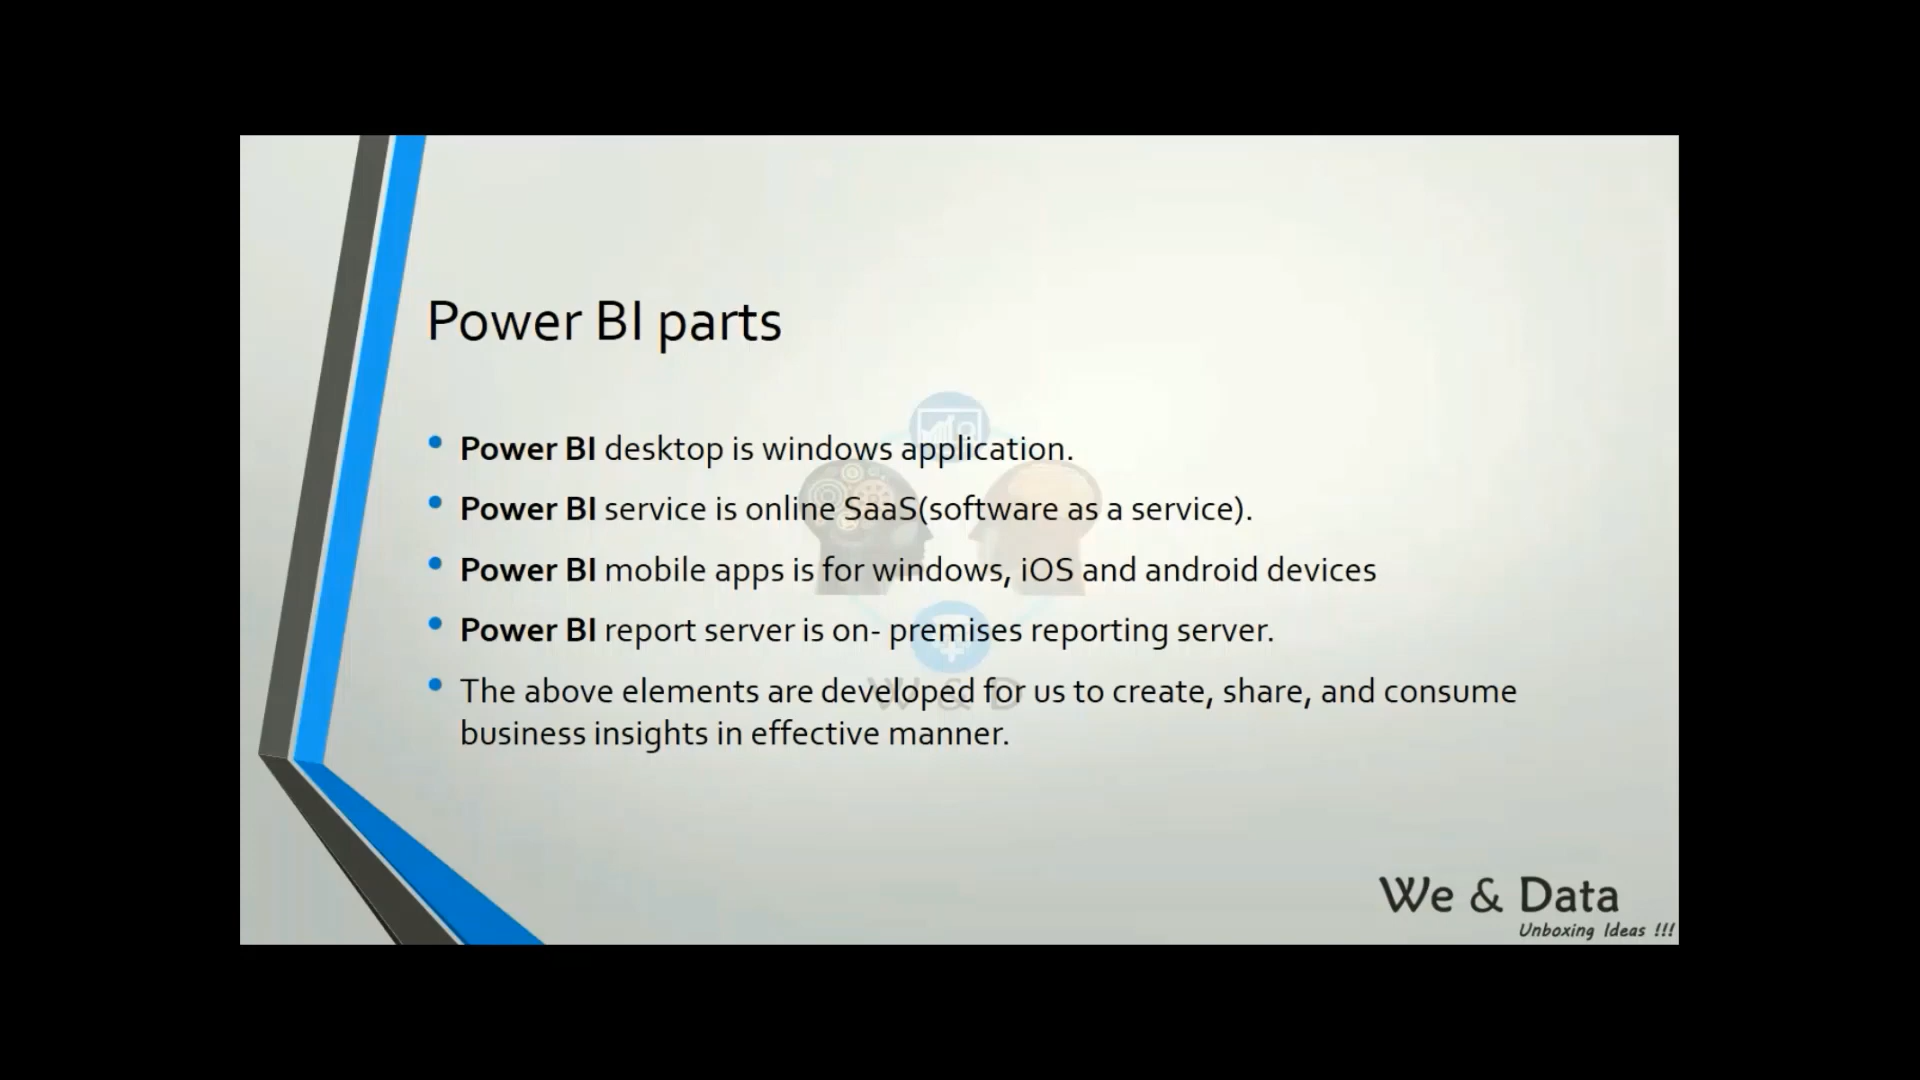 Power BI parts
• Power BI desktop is windows application.
• Power BI service is online SaaS(software as a service).
• Power BI mobile apps is for windows, iOS and android devices
• Power BI report server is on- premises reporting server.
• The above elements are developed for us to create, share, and consume
business insights in effective manner.
W & D
We & Data
Unboxing Ideas !!!